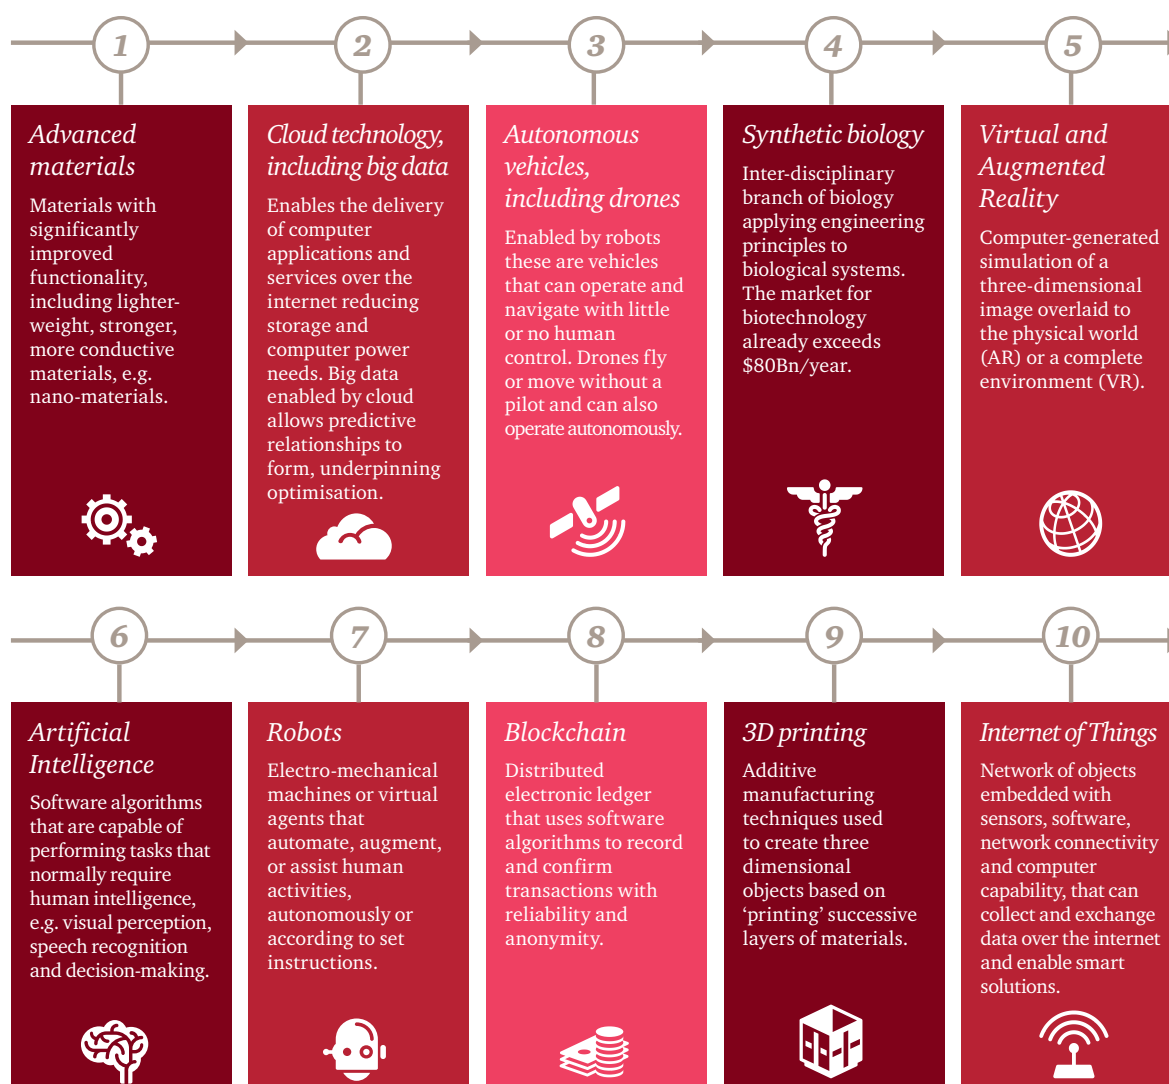 1
2
3
4
5
Advanced
materials
Materials with
significantly
improved
functionality,
including lighter-
weight, stronger,
more conductive
materials, e.g.
nano-materials.
Cloud technology,
including big data
Enables the delivery
of computer
applications and
services over the
internet reducing
storage and
computer power
needs. Big data
enabled by cloud
allows predictive
relationships to
form, underpinning
optimisation.
Autonomous
vehicles,
including drones
Enabled by robots
these are vehicles
that can operate and
navigate with little
or no human
control. Drones fly
or move without a
pilot and can also
operate autonomously.
Synthetic biology
Inter-disciplinary
branch of biology
applying engineering
principles to
biological systems.
The market for
biotechnology
already exceeds
$80Bn/year.
Virtual and
Augmented
Reality
Computer-generated
simulation of a
three-dimensional
image overlaid to
the physical world
(AR) or a complete
environment (VR).
6
7
8
9
10
Artificial
Intelligence
Software algorithms
that are capable of
performing tasks that
normally require
human intelligence,
e.g. visual perception,
speech recognition
and decision-making.
Robots
Electro-mechanical
machines or virtual
agents that
automate, augment,
or assist human
activities,
autonomously or
according to set
instructions.
Blockchain
Distributed
electronic ledger
that uses software
algorithms to record
and confirm
transactions with
reliability and
anonymity.
3D printing
Additive
manufacturing
techniques used
to create three
dimensional
objects based on
‘printing’ successive
layers of materials.
Internet of Things
Network of objects
embedded with
sensors, software,
network connectivity
and computer
capability, that can
collect and exchange
data over the internet
and enable smart
solutions.